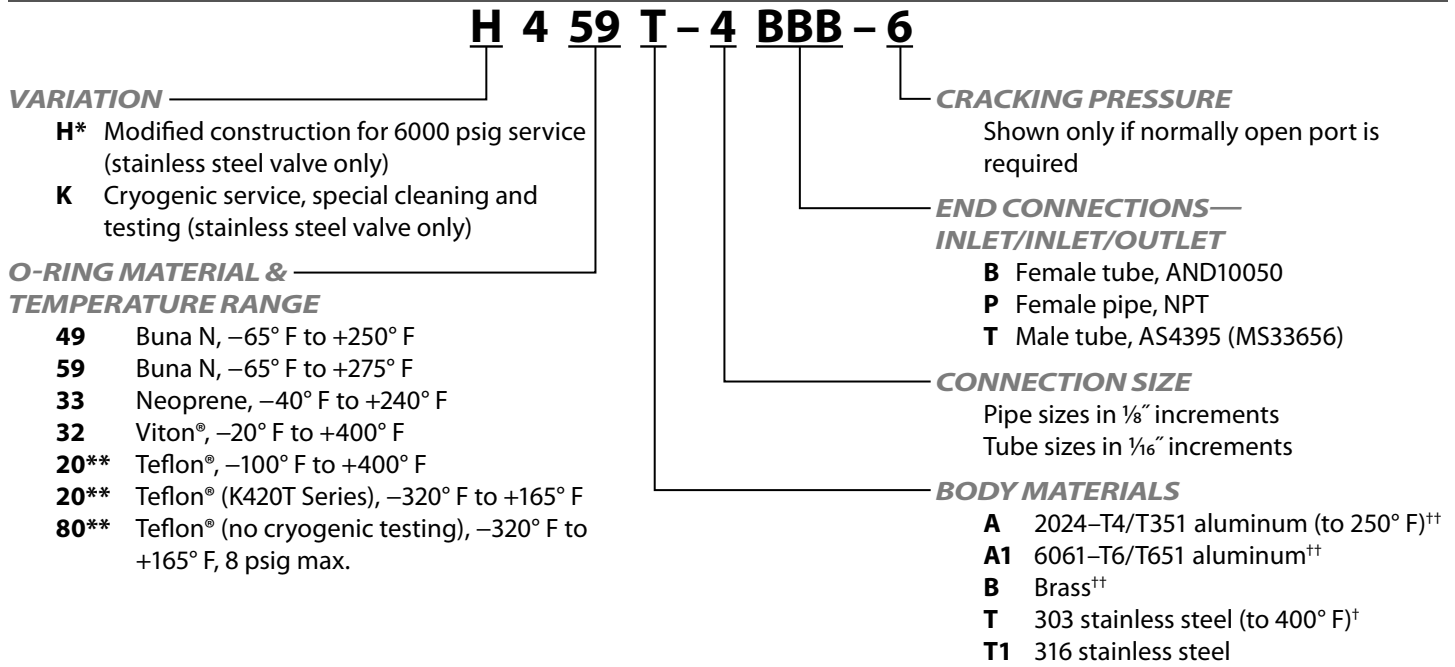 H 4 59 T – 4 BBB – 6
VARIATION
H* Modified construction for 6000 psig service
(stainless steel valve only)
K Cryogenic service, special cleaning and
testing (stainless steel valve only)
O-RING MATERIAL &
TEMPERATURE RANGE
49 Buna N, –65° F to +250° F
59 Buna N, –65° F to +275° F
33 Neoprene, –40° F to +240° F
32 Viton®, –20° F to +400° F
20** Teflon®, –100° F to +400° F
20** Teflon® (K420T Series), –320° F to +165° F
80** Teflon® (no cryogenic testing), –320° F to
+165° F, 8 psig max.
CRACKING PRESSURE
Shown only if normally open port is
required
END CONNECTIONS—
INLET/INLET/OUTLET
B Female tube, AND10050
P Female pipe, NPT
T Male tube, AS4395 (MS33656)
CONNECTION SIZE
Pipe sizes in ⅛˝ increments
Tube sizes in 1⁄16˝ increments
BODY MATERIALS
A 2024–T4/T351 aluminum (to 250° F)††
A1 6061–T6/T651 aluminum††
B Brass††
T 303 stainless steel (to 400° F)†
T1 316 stainless steel